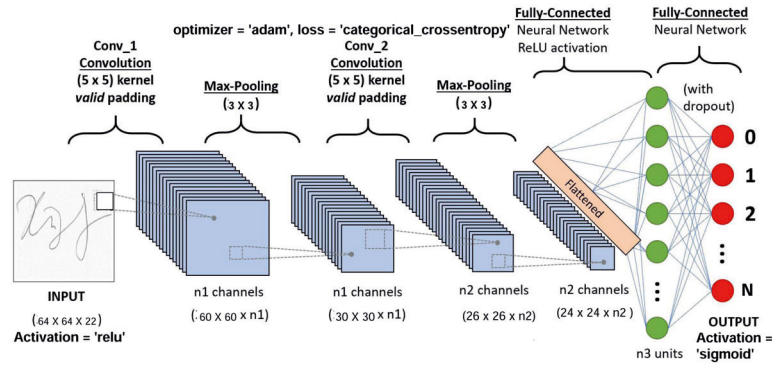 optimizer = 'adam', loss = 'categorical_crossentropy'
Conv_1
Convolution
(5 x 5) kernel
valid padding
Max-Pooling
(3 x 3)
Conv_2
Convolution
(5 x 5) kernel
valid padding
Max-Pooling
(3 x 3)
Fully-Connected
Neural Network
ReLU activation
Fully-Connected
Neural Network
(with
dropout)
Flattened
0
1
2
N
INPUT
(64 x 64 x 22)
Activation = 'relu'
n1 channels
(60 x 60 x n1)
n1 channels
(30 x 30 x n1)
n2 channels
(26 x 26 x n2)
n2 channels
(24 x 24 x n2 )
n3 units
OUTPUT
Activation =
'sigmoid'